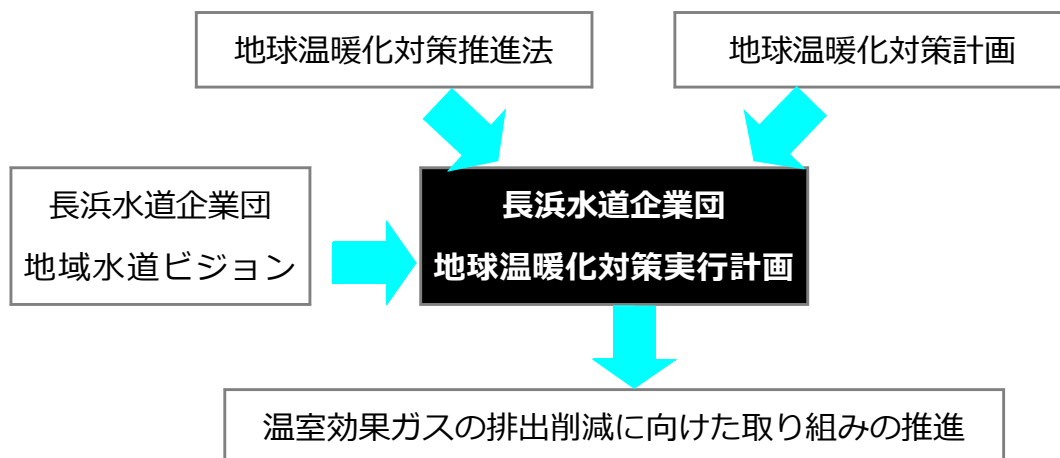 地球温暖化対策推進法
地球温暖化対策計画
長浜水道企業団
地域水道ビジョン
長浜水道企業団
地球温暖化対策実行計画
温室効果ガスの排出削減に向けた取り組みの推進